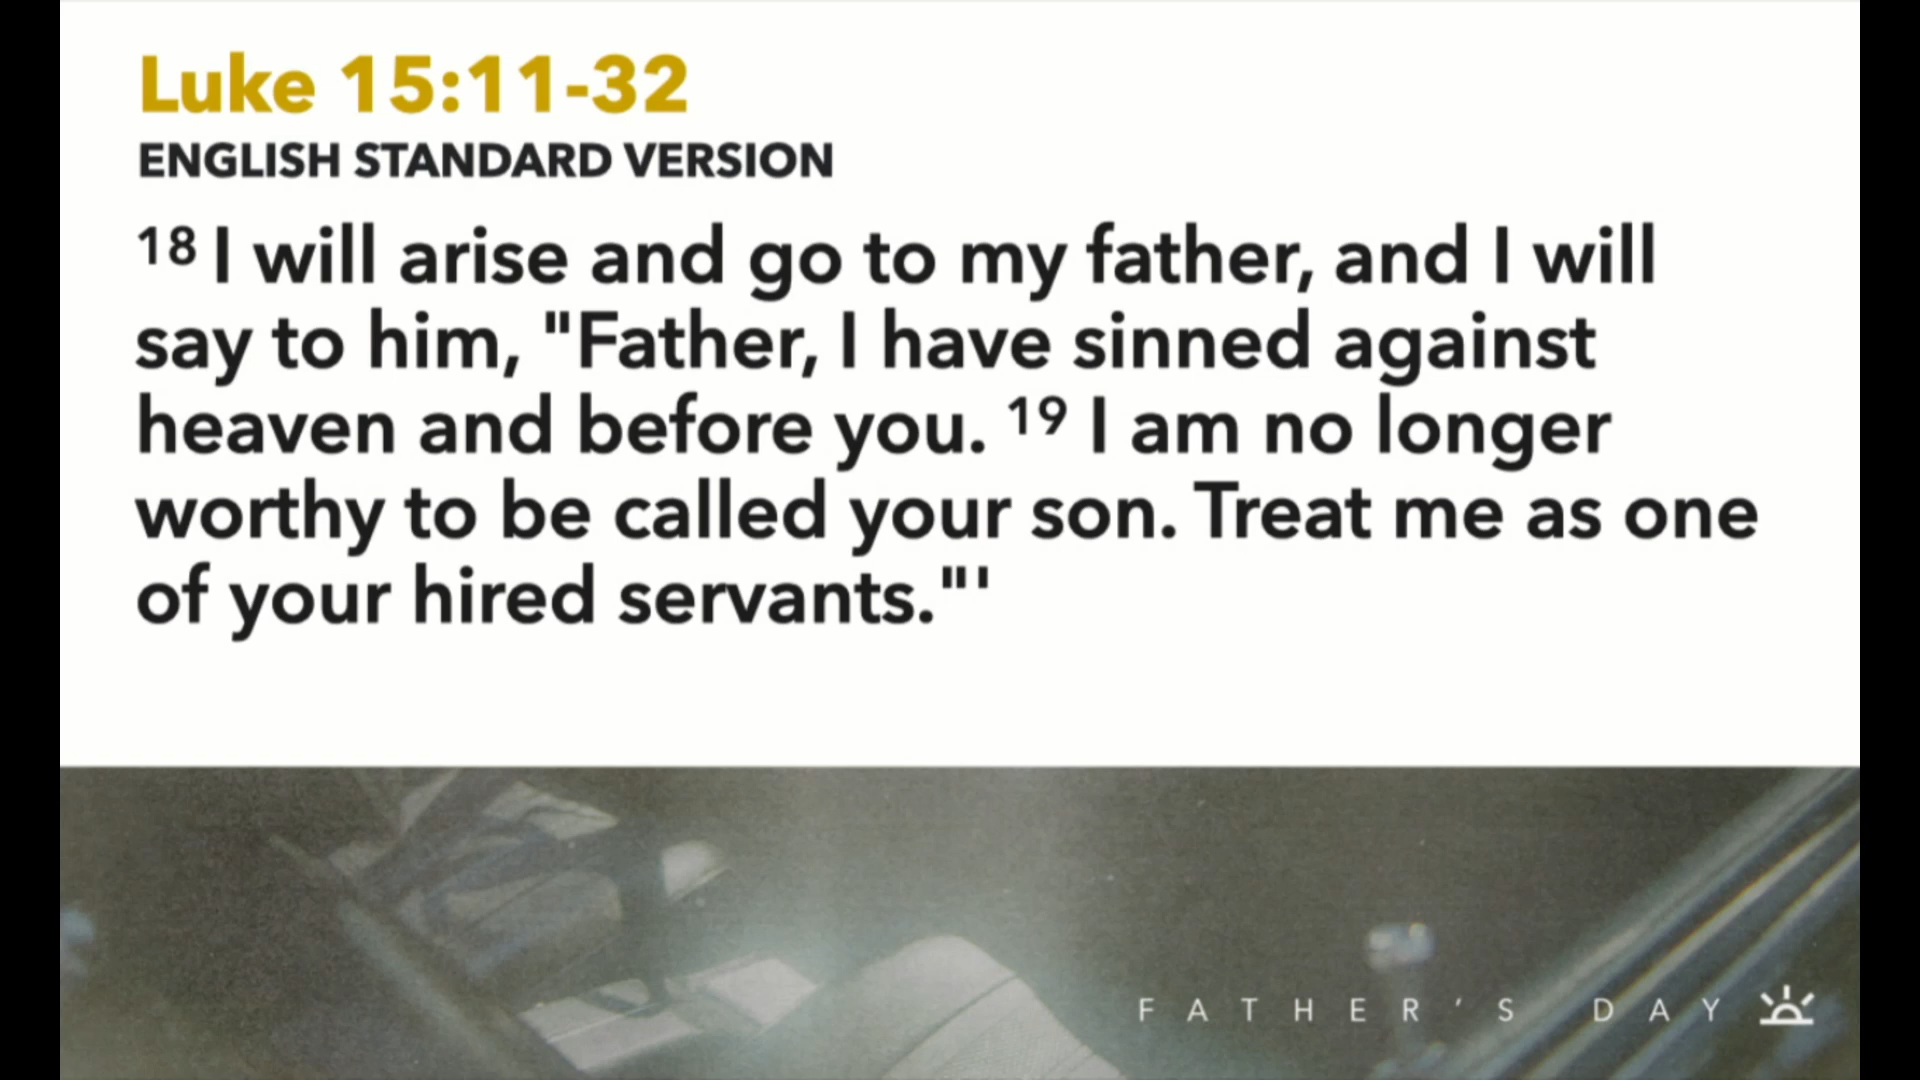 Luke 15:11-32
ENGLISH STANDARD VERSION
18 I will arise and go to my father, and I will
say to him, "Father, I have sinned against
heaven and before you. 19 I am no longer
worthy to be called your son. Treat me as one
of your hired servants."'
FATHER'S DAY